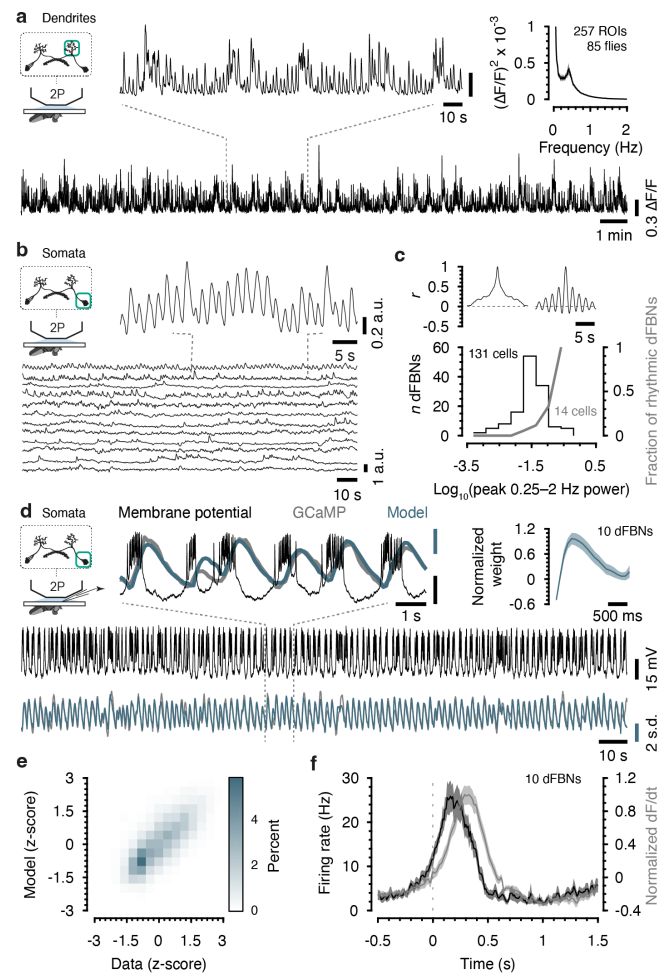 a
Dendrites
2P
10 s
(ΔF/F)² x 10⁻³
1
0.5
0
257 ROIs
85 flies
0 1 2
Frequency (Hz)
0.3 ΔF/F
1 min
b
Somata
2P
0.2 a.u.
5 s
1 a.u.
10 s
c
r
1
0.5
0
-0.5
5 s
n dFBNs
60
40
20
0
131 cells
14 cells
1
0.5
0
Fraction of rhythmic dFBNs
-3.5 -1.5 0.5
Log₁₀(peak 0.25–2 Hz power)
d
Somata
2P
Membrane potential
GCaMP
Model
1 s
Normalized
weight
1.2
0.6
0
-0.6
10 dFBNs
500 ms
15 mV
2 s.d.
10 s
e
Model (z-score)
3
1.5
0
-1.5
-3
-3 -1.5 0 1.5 3
Data (z-score)
4
2
0
Percent
f
Firing rate (Hz)
30
20
10
0
10 dFBNs
1.2
0.8
0.4
0
-0.4
Normalized dF/dt
-0.5 0 0.5 1 1.5
Time (s)